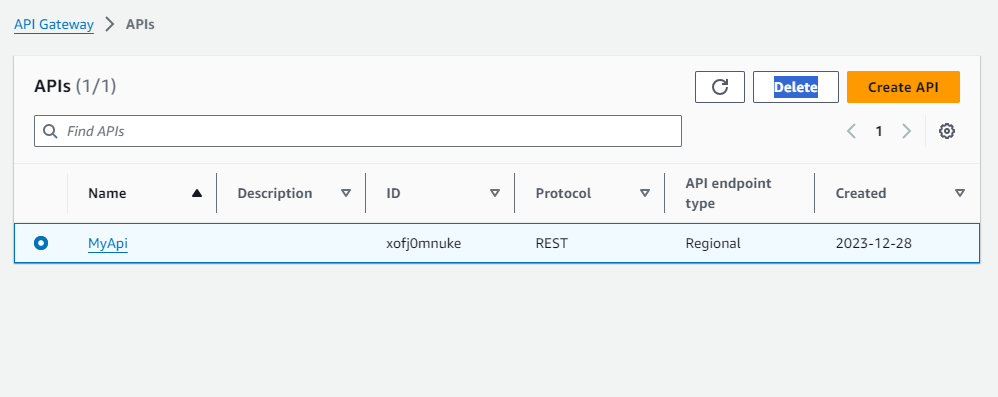 API Gateway > APIs
APIs (1/1)
Delete
Create API
Find APIs
1
Name Description ID Protocol API endpoint type Created
MyApi xofj0mnuke REST Regional 2023-12-28